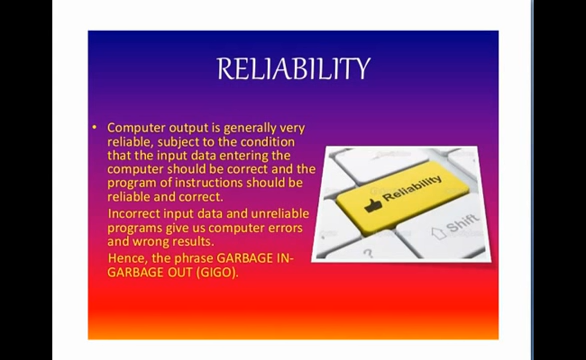 RELIABILITY
• Computer output is generally very
reliable, subject to the condition
that the input data entering the
computer should be correct and the
program of instructions should be
reliable and correct.
Incorrect input data and unreliable
programs give us computer errors
and wrong results.
Hence, the phrase GARBAGE IN-
GARBAGE OUT (GIGO).
Reliability
Shift
?